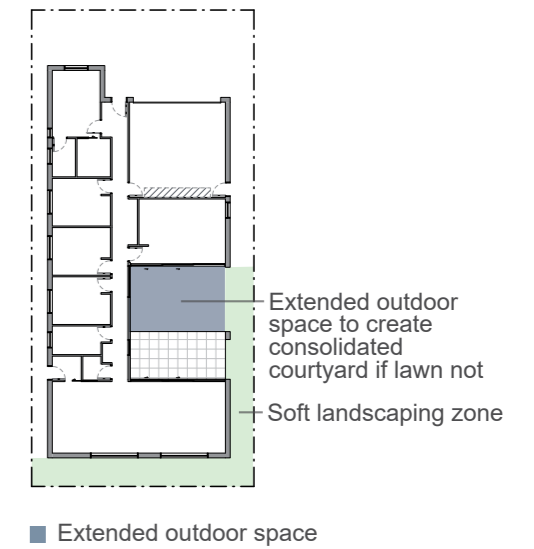 Extended outdoor
space to create
consolidated
courtyard if lawn not
Soft landscaping zone
Extended outdoor space